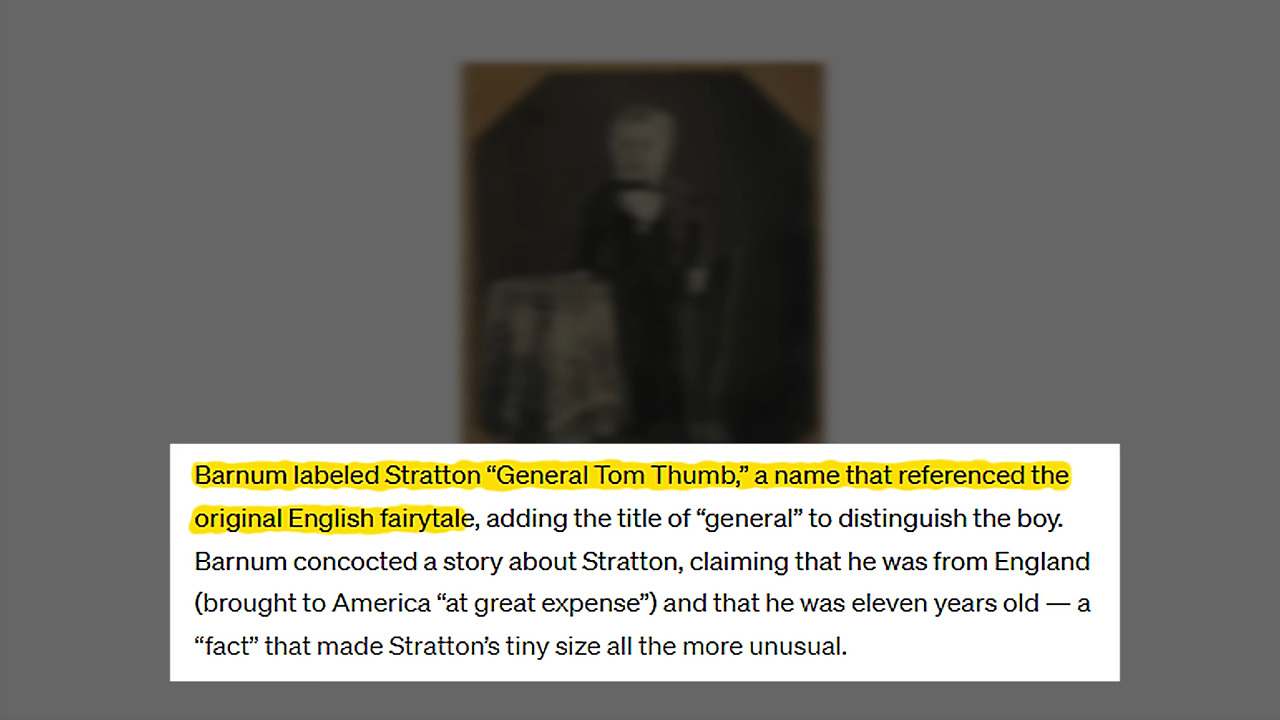 Barnum labeled Stratton “General Tom Thumb,” a name that referenced the
original English fairytale, adding the title of “general” to distinguish the boy.
Barnum concocted a story about Stratton, claiming that he was from England
(brought to America “at great expense”) and that he was eleven years old — a
“fact” that made Stratton’s tiny size all the more unusual.